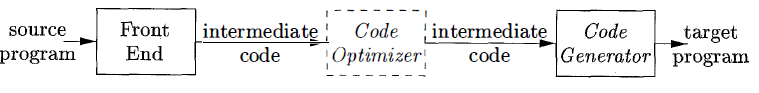 source
program
Front
End
intermediate
code
Code
Optimizer
intermediate
code
Code
Generator
target
program